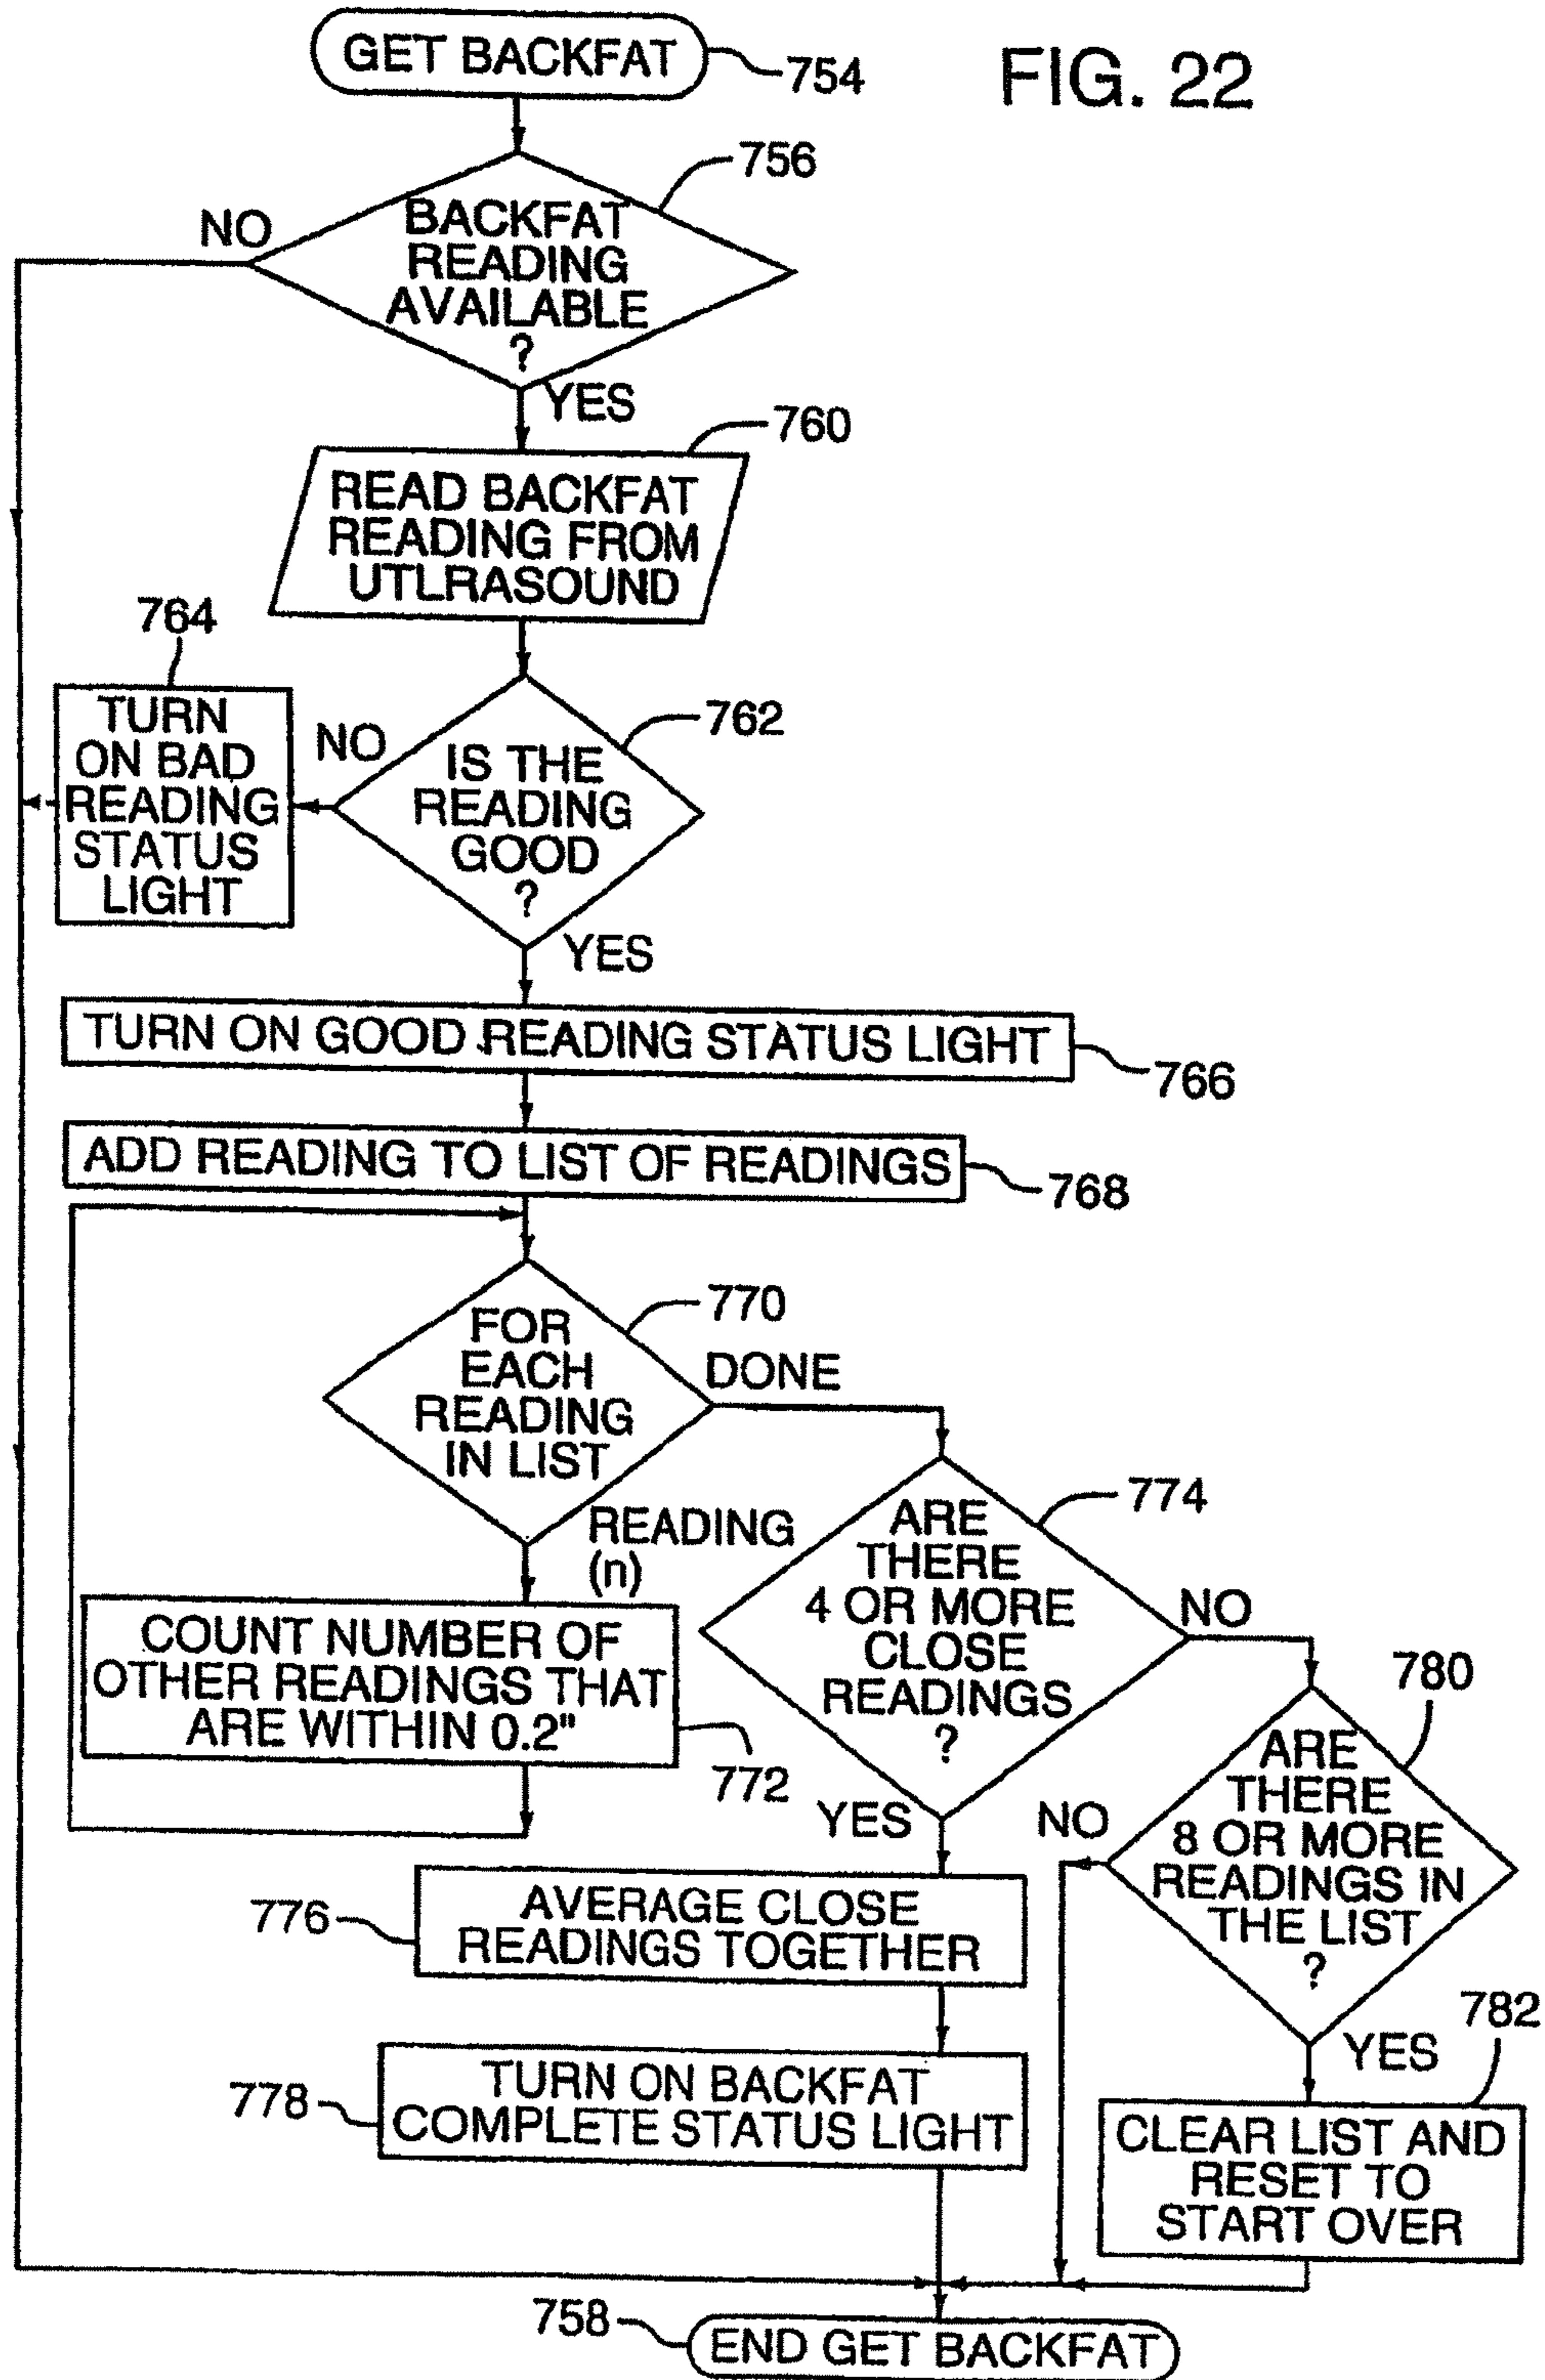 FIG. 22
GET BACKFAT
754
756
NO
BACKFAT
READING
AVAILABLE
?
YES
760
READ BACKFAT
READING FROM
UTLRASOUND
764
TURN
ON BAD
READING
STATUS
LIGHT
NO
762
IS THE
READING
GOOD
?
YES
TURN ON GOOD READING STATUS LIGHT
766
ADD READING TO LIST OF READINGS
768
770
FOR
EACH
READING
IN LIST
DONE
READING
(n)
COUNT NUMBER OF
OTHER READINGS THAT
ARE WITHIN 0.2"
772
774
ARE
THERE
4 OR MORE
CLOSE
READINGS
?
NO
YES
776
AVERAGE CLOSE
READINGS TOGETHER
778
TURN ON BACKFAT
COMPLETE STATUS LIGHT
780
ARE
THERE
8 OR MORE
READINGS IN
THE LIST
?
NO
YES
782
CLEAR LIST AND
RESET TO
START OVER
758
END GET BACKFAT